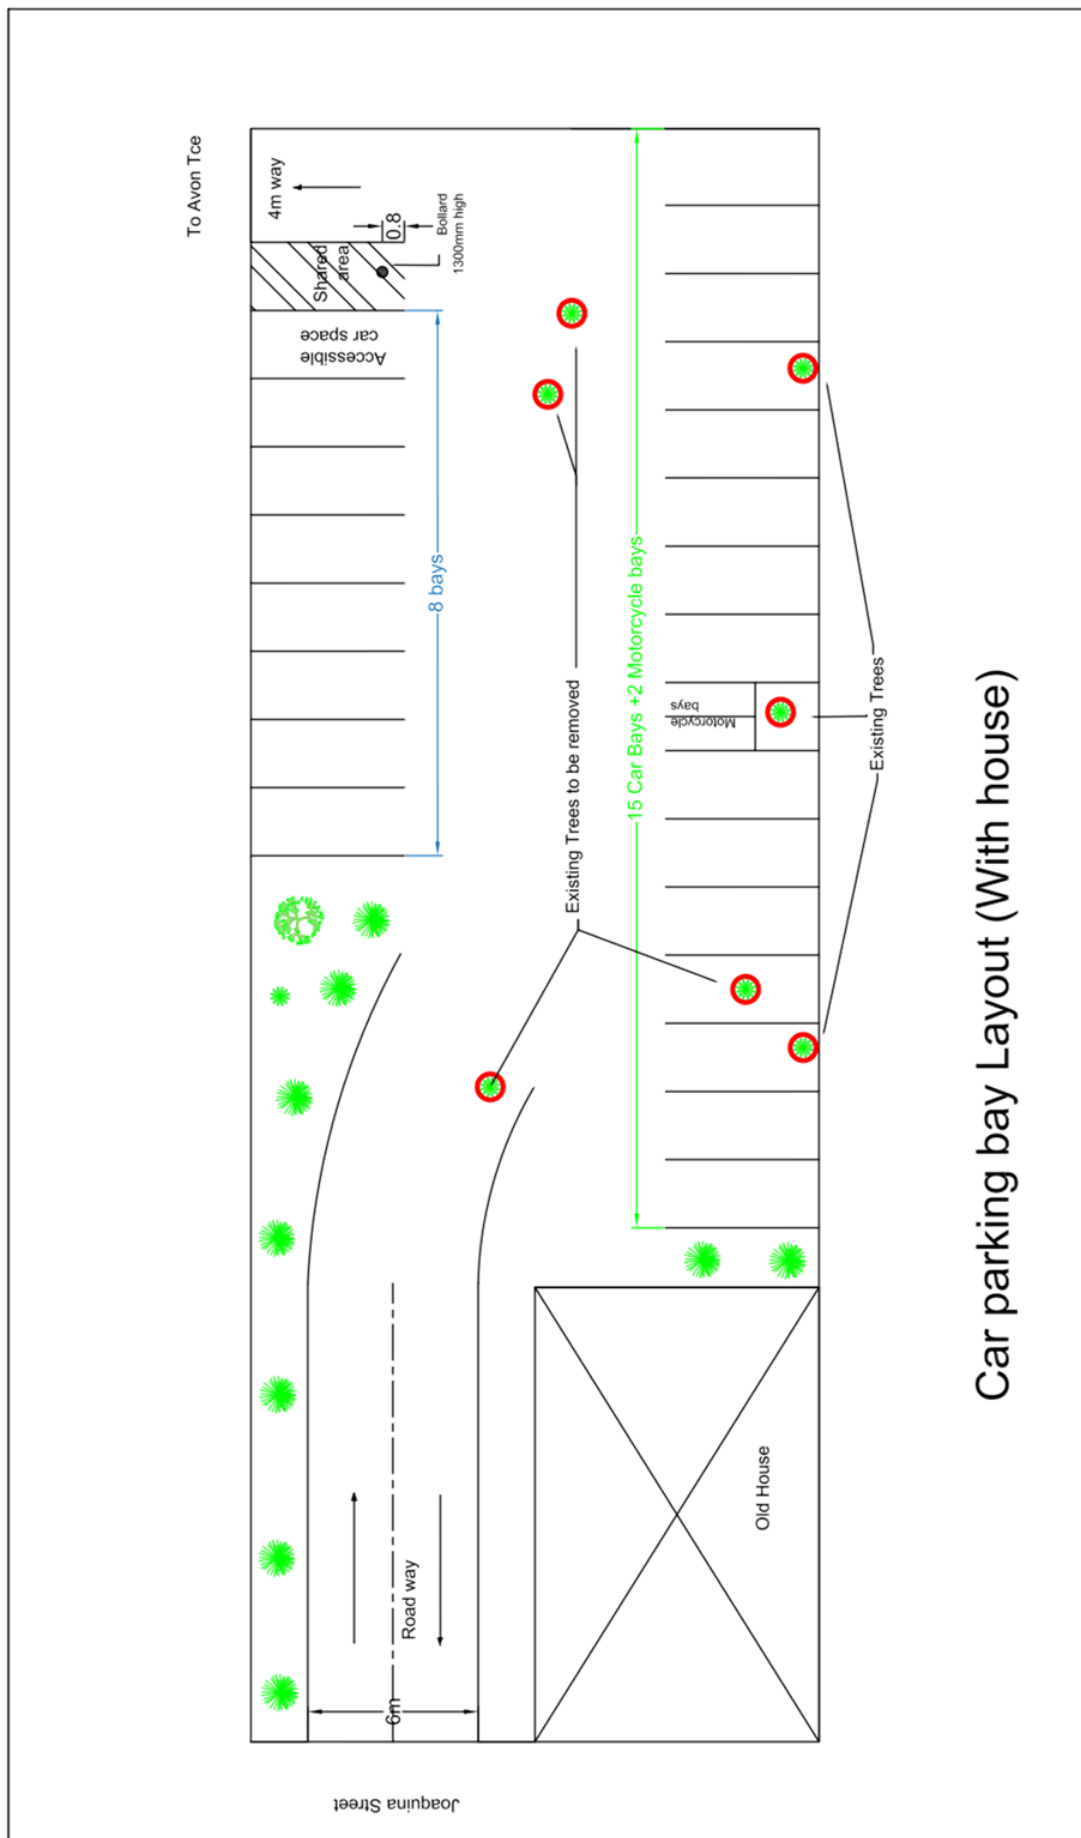 To Avon Tce
4m way
0.8
Bollard
1300mm high
Shared
area
Accessible
car space
8 bays
15 Car Bays +2 Motorcycle bays
Motorcycle
bays
Existing Trees to be removed
Existing Trees
Road way
6m
Old House
Joaquina Street
Car parking bay Layout (With house)